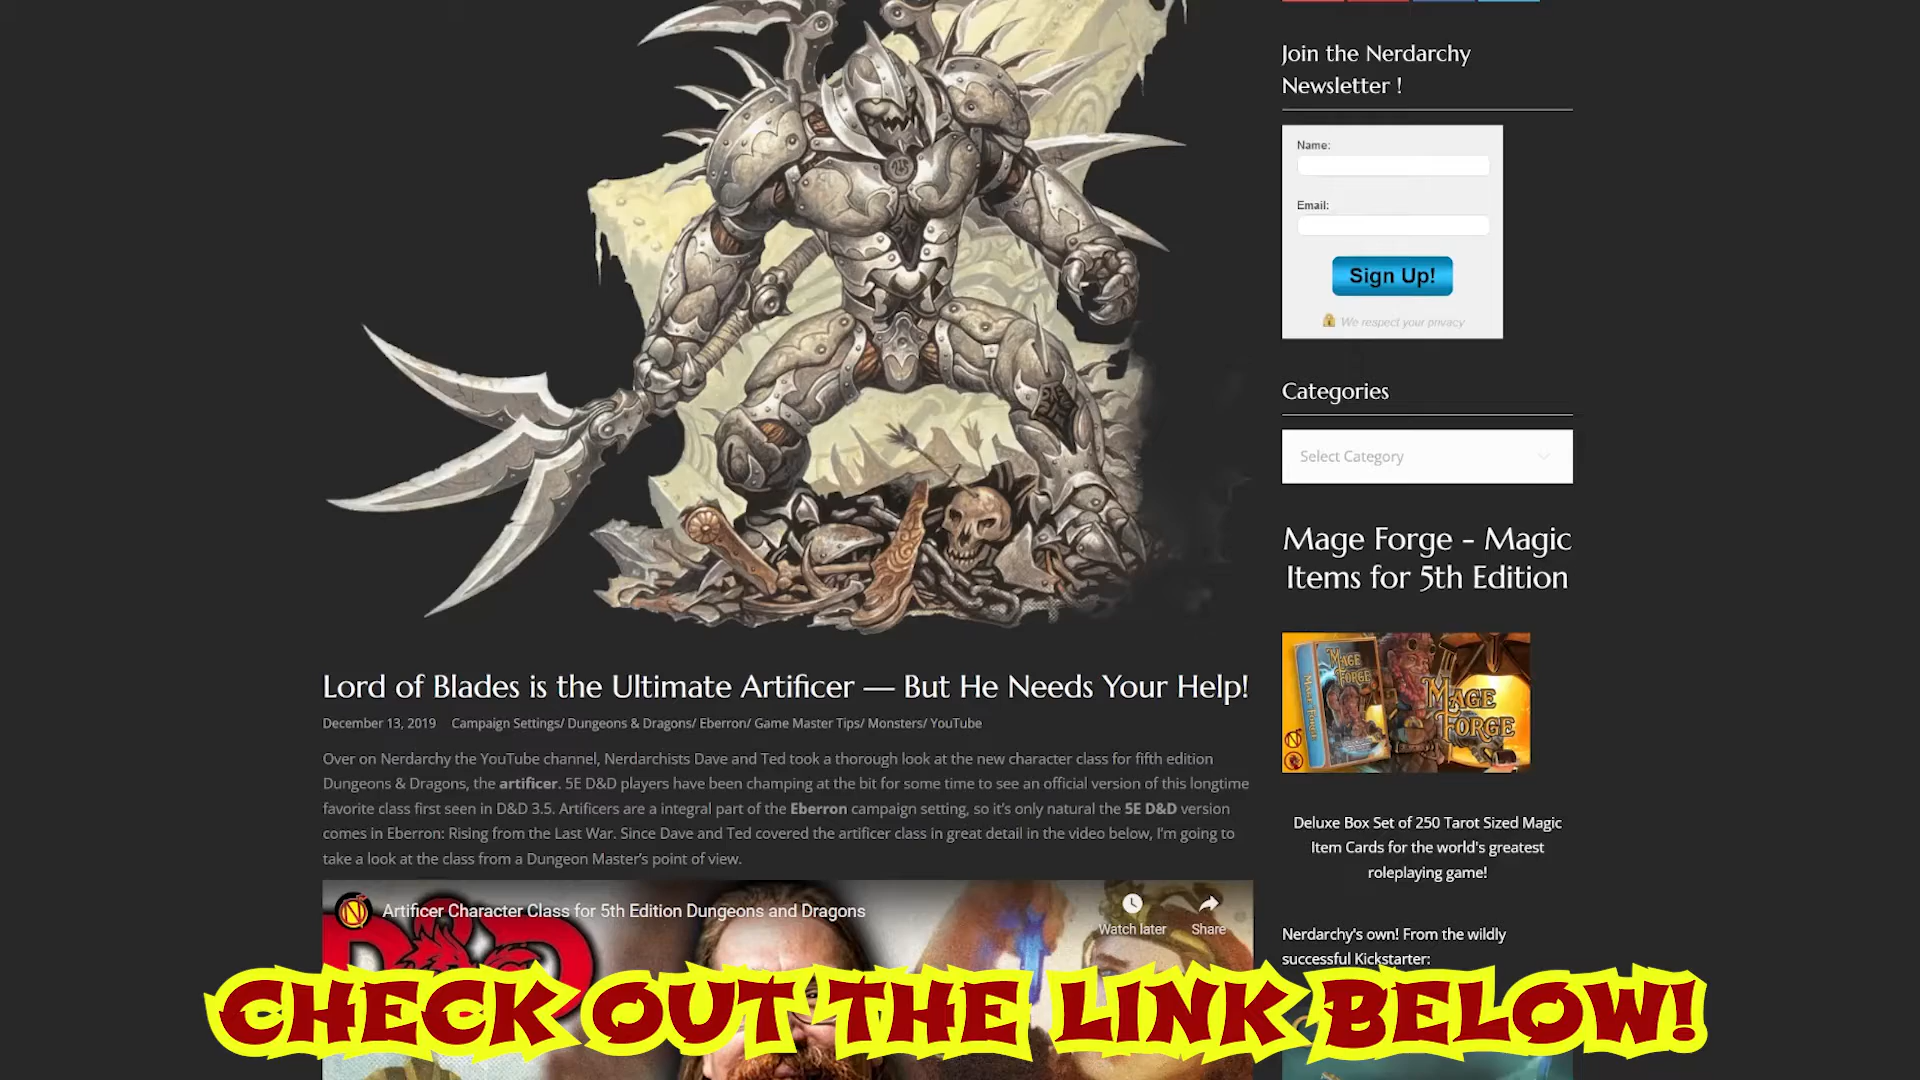 Join the Nerdarchy
Newsletter !
Name:
Email:
Sign Up!
We respect your privacy
Categories
Select Category
Mage Forge - Magic
Items for 5th Edition
MAGE
FORGE
MAGE FORGE
MAGE
FORGE
Deluxe Box Set of 250 Tarot Sized Magic
Item Cards for the world's greatest
roleplaying game!
Nerdarchy's own! From the wildly
successful Kickstarter:
Lord of Blades is the Ultimate Artificer — But He Needs Your Help!
December 13, 2019 Campaign Settings/ Dungeons & Dragons/ Eberron/ Game Master Tips/ Monsters/ YouTube
Over on Nerdarchy the YouTube channel, Nerdarchists Dave and Ted took a thorough look at the new character class for fifth edition
Dungeons & Dragons, the artificer. 5E D&D players have been champing at the bit for some time to see an official version of this longtime
favorite class first seen in D&D 3.5. Artificers are a integral part of the Eberron campaign setting, so it's only natural the 5E D&D version
comes in Eberron: Rising from the Last War. Since Dave and Ted covered the artificer class in great detail in the video below, I'm going to
take a look at the class from a Dungeon Master's point of view.
Artificer Character Class for 5th Edition Dungeons and Dragons
Watch later
Share
D&D
CHECK OUT THE LINK BELOW!